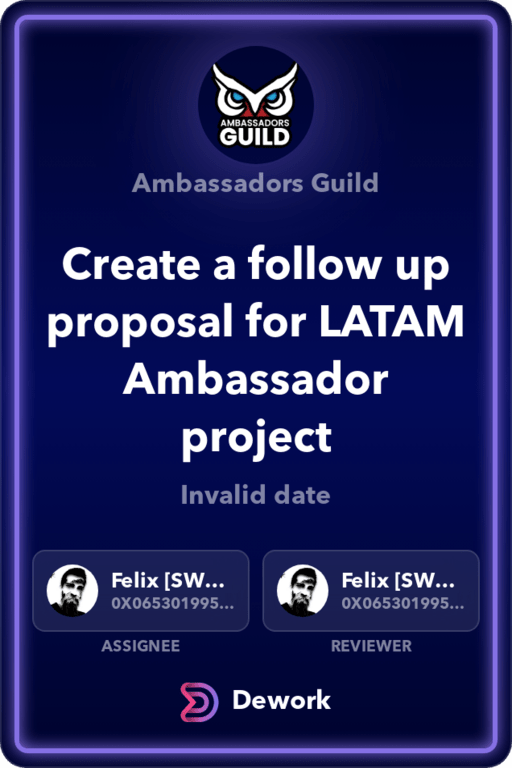 AMBASSADORS
GUILD
Ambassadors Guild
Create a follow up
proposal for LATAM
Ambassador
project
Invalid date
Felix [SW... Felix [SW...
0X065301995... 0X065301995...
ASSIGNEE REVIEWER
Dework